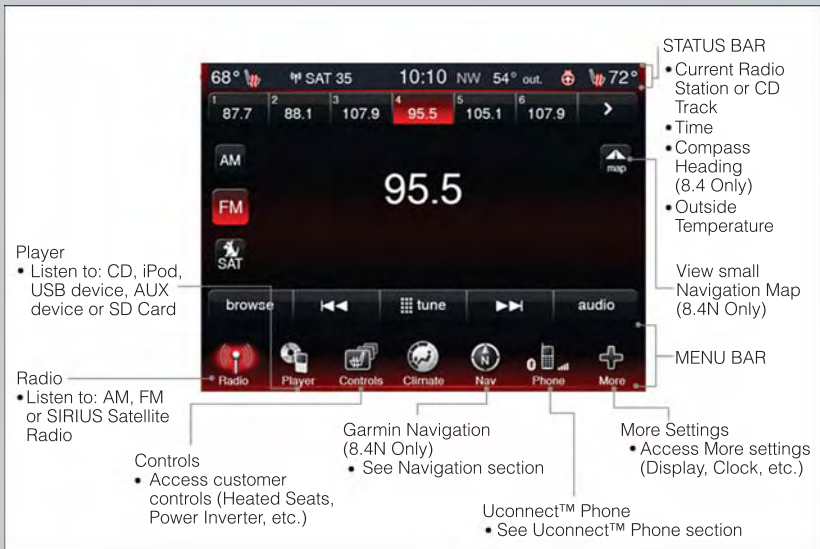 68° SAT 35 10:10 NW 54° out. 72°
1 87.7 2 88.1 3 107.9 4 95.5 5 105.1 6 107.9 >
AM
map
95.5
FM
SAT
browse tune audio
Radio Player Controls Climate Nav Phone More
N
STATUS BAR
• Current Radio
Station or CD
Track
• Time
• Compass
Heading
(8.4 Only)
• Outside
Temperature
View small
Navigation Map
(8.4N Only)
MENU BAR
Player
• Listen to: CD, iPod,
USB device, AUX
device or SD Card
Radio
• Listen to: AM, FM
or SIRIUS Satellite
Radio
Controls
• Access customer
controls (Heated Seats,
Power Inverter, etc.)
Garmin Navigation
(8.4N Only)
• See Navigation section
Uconnect™ Phone
• See Uconnect™ Phone section
More Settings
• Access More settings
(Display, Clock, etc.)